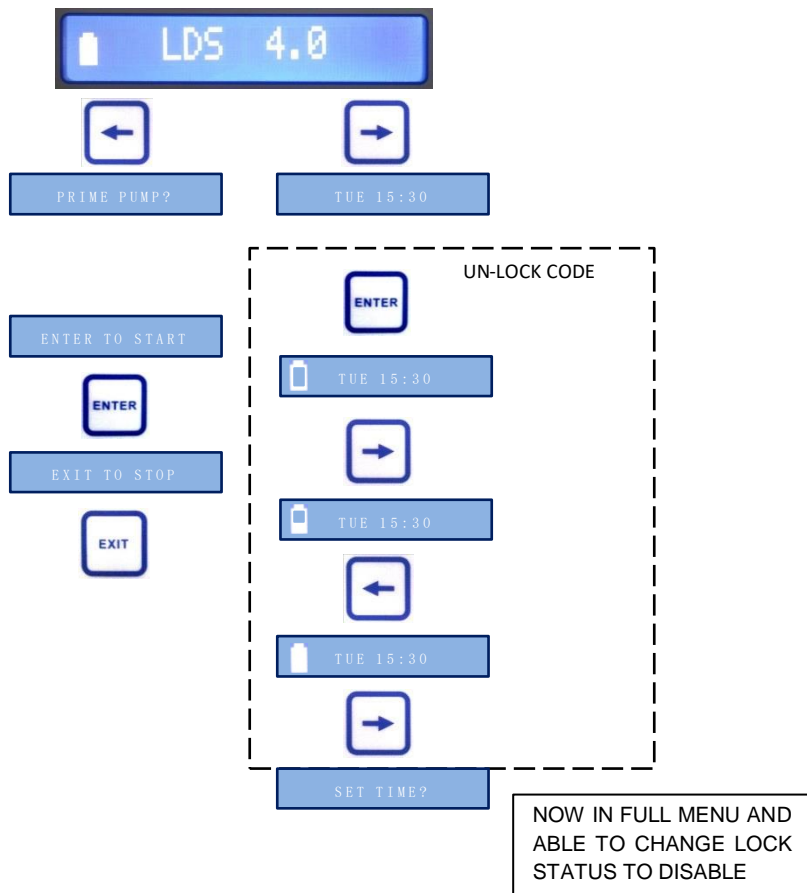 LDS 4.0
PRIME PUMP?
TUE 15:30
UN-LOCK CODE
ENTER
ENTER TO START
TUE 15:30
ENTER
EXIT TO STOP
TUE 15:30
EXIT
TUE 15:30
SET TIME?
NOW IN FULL MENU AND
ABLE TO CHANGE LOCK
STATUS TO DISABLE